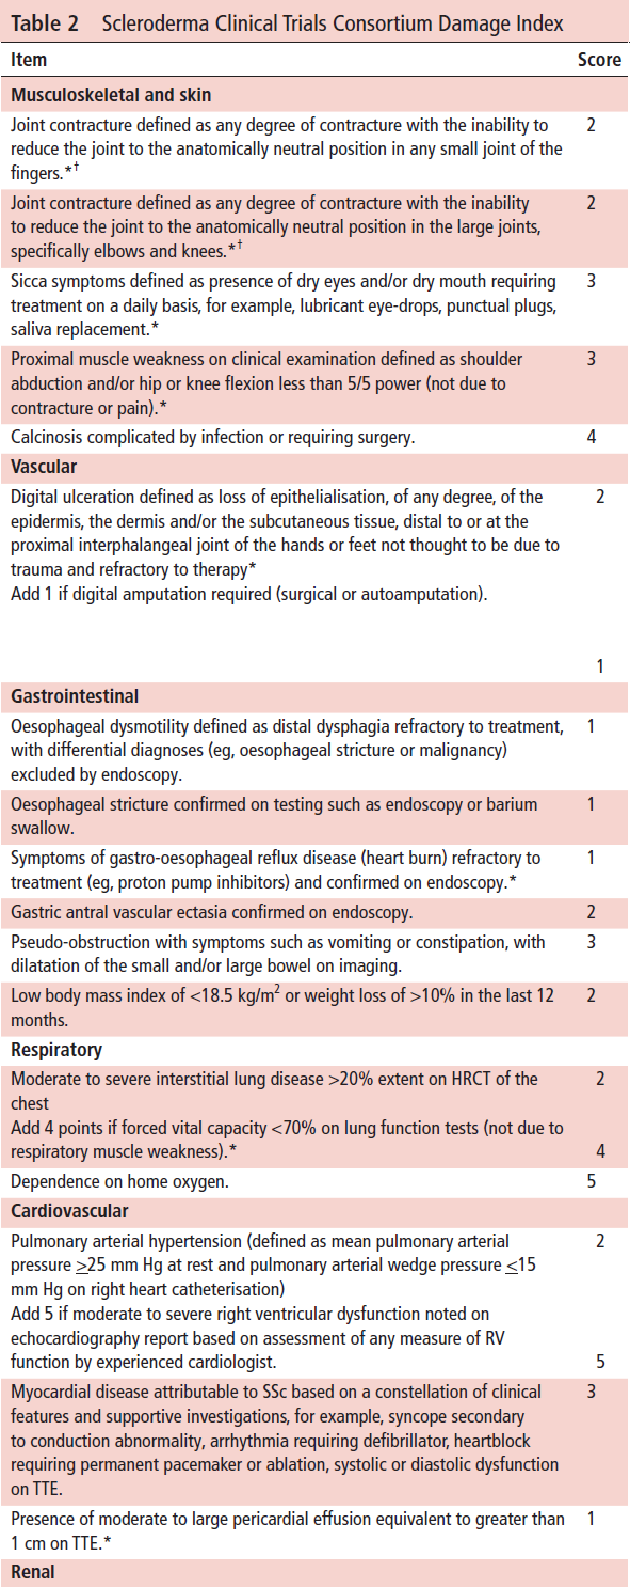 Table 2 Scleroderma Clinical Trials Consortium Damage Index
Item Score
Musculoskeletal and skin
Joint contracture defined as any degree of contracture with the inability to 2
reduce the joint to the anatomically neutral position in any small joint of the
fingers.*†
Joint contracture defined as any degree of contracture with the inability 2
to reduce the joint to the anatomically neutral position in the large joints,
specifically elbows and knees.*†
Sicca symptoms defined as presence of dry eyes and/or dry mouth requiring 3
treatment on a daily basis, for example, lubricant eye-drops, punctual plugs,
saliva replacement.*
Proximal muscle weakness on clinical examination defined as shoulder 3
abduction and/or hip or knee flexion less than 5/5 power (not due to
contracture or pain).*
Calcinosis complicated by infection or requiring surgery. 4
Vascular
Digital ulceration defined as loss of epithelialisation, of any degree, of the 2
epidermis, the dermis and/or the subcutaneous tissue, distal to or at the
proximal interphalangeal joint of the hands or feet not thought to be due to
trauma and refractory to therapy*
Add 1 if digital amputation required (surgical or autoamputation).
1
Gastrointestinal
Oesophageal dysmotility defined as distal dysphagia refractory to treatment, 1
with differential diagnoses (eg, oesophageal stricture or malignancy)
excluded by endoscopy.
Oesophageal stricture confirmed on testing such as endoscopy or barium 1
swallow.
Symptoms of gastro-oesophageal reflux disease (heart burn) refractory to 1
treatment (eg, proton pump inhibitors) and confirmed on endoscopy.*
Gastric antral vascular ectasia confirmed on endoscopy. 2
Pseudo-obstruction with symptoms such as vomiting or constipation, with 3
dilatation of the small and/or large bowel on imaging.
Low body mass index of <18.5 kg/m² or weight loss of >10% in the last 12 2
months.
Respiratory
Moderate to severe interstitial lung disease >20% extent on HRCT of the 2
chest
Add 4 points if forced vital capacity <70% on lung function tests (not due to
respiratory muscle weakness).* 4
Dependence on home oxygen. 5
Cardiovascular
Pulmonary arterial hypertension (defined as mean pulmonary arterial 2
pressure ≥25 mm Hg at rest and pulmonary arterial wedge pressure ≤15
mm Hg on right heart catheterisation)
Add 5 if moderate to severe right ventricular dysfunction noted on
echocardiography report based on assessment of any measure of RV
function by experienced cardiologist. 5
Myocardial disease attributable to SSc based on a constellation of clinical 3
features and supportive investigations, for example, syncope secondary
to conduction abnormality, arrhythmia requiring defibrillator, heartblock
requiring permanent pacemaker or ablation, systolic or diastolic dysfunction
on TTE.
Presence of moderate to large pericardial effusion equivalent to greater than 1
1 cm on TTE.*
Renal